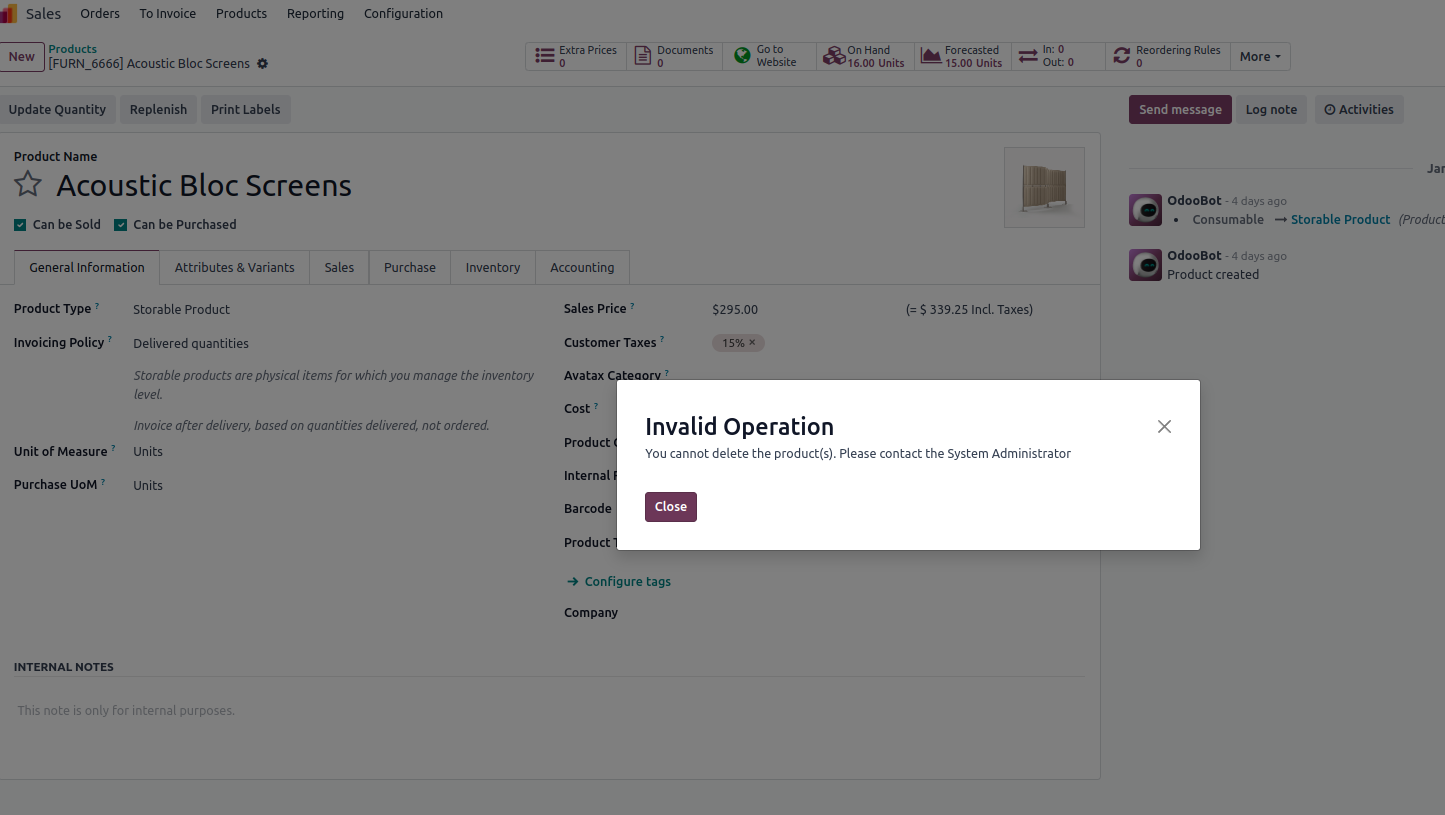 Sales Orders To Invoice Products Reporting Configuration
New
Products
[FURN_6666] Acoustic Bloc Screens
Extra Prices
0
Documents
0
Go to
Website
On Hand
16.00 Units
Forecasted
15.00 Units
In: 0
Out: 0
Reordering Rules
0
More
Update Quantity Replenish Print Labels
Send message Log note Activities
Product Name
Acoustic Bloc Screens
Can be Sold Can be Purchased
General Information Attributes & Variants Sales Purchase Inventory Accounting
Product Type ? Storable Product
Invoicing Policy ? Delivered quantities
Storable products are physical items for which you manage the inventory
level.
Invoice after delivery, based on quantities delivered, not ordered.
Unit of Measure ? Units
Purchase UoM ? Units
Sales Price ? $295.00 (= $ 339.25 Incl. Taxes)
Customer Taxes ? 15% ×
Avatax Category ?
Cost ?
Product
Internal
Barcode
Product
Configure tags
Company
INTERNAL NOTES
This note is only for internal purposes.
Invalid Operation
You cannot delete the product(s). Please contact the System Administrator
Close
OdooBot - 4 days ago
• Consumable → Storable Product (Product
OdooBot - 4 days ago
Product created